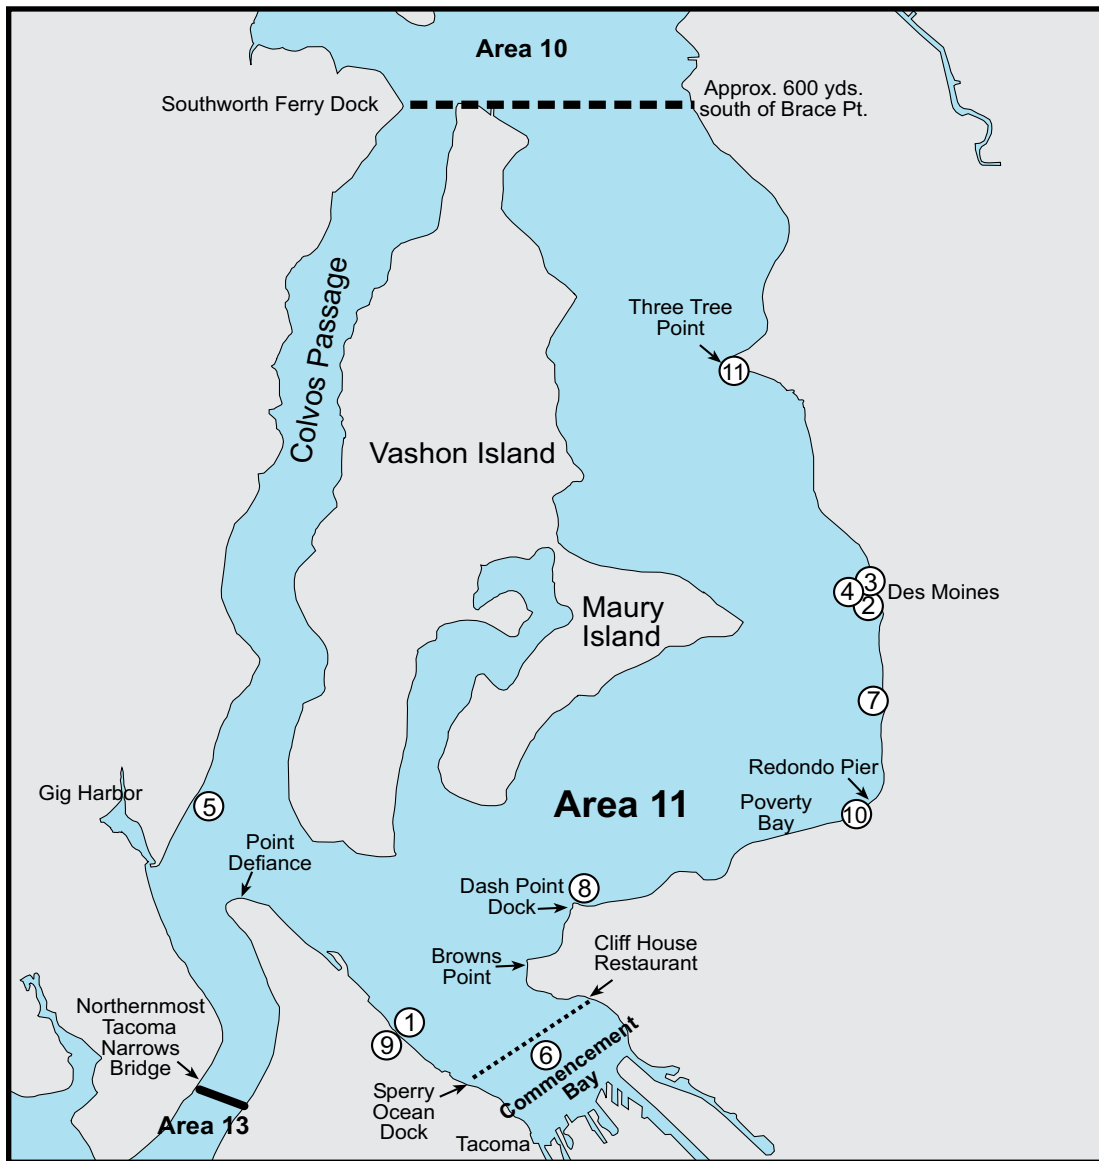 Area 10
Southworth Ferry Dock
Approx. 600 yds.
south of Brace Pt.
Colvos Passage
Three Tree
Point
11
Vashon Island
Maury
Island
3
4
2
Des Moines
7
Gig Harbor
5
Redondo Pier
Area 11
Poverty
Bay
10
Point
Defiance
Dash Point
Dock
8
Browns
Point
Cliff House
Restaurant
Northernmost
Tacoma
Narrows
Bridge
1
9
6
Commencement
Bay
Sperry
Ocean
Dock
Area 13
Tacoma